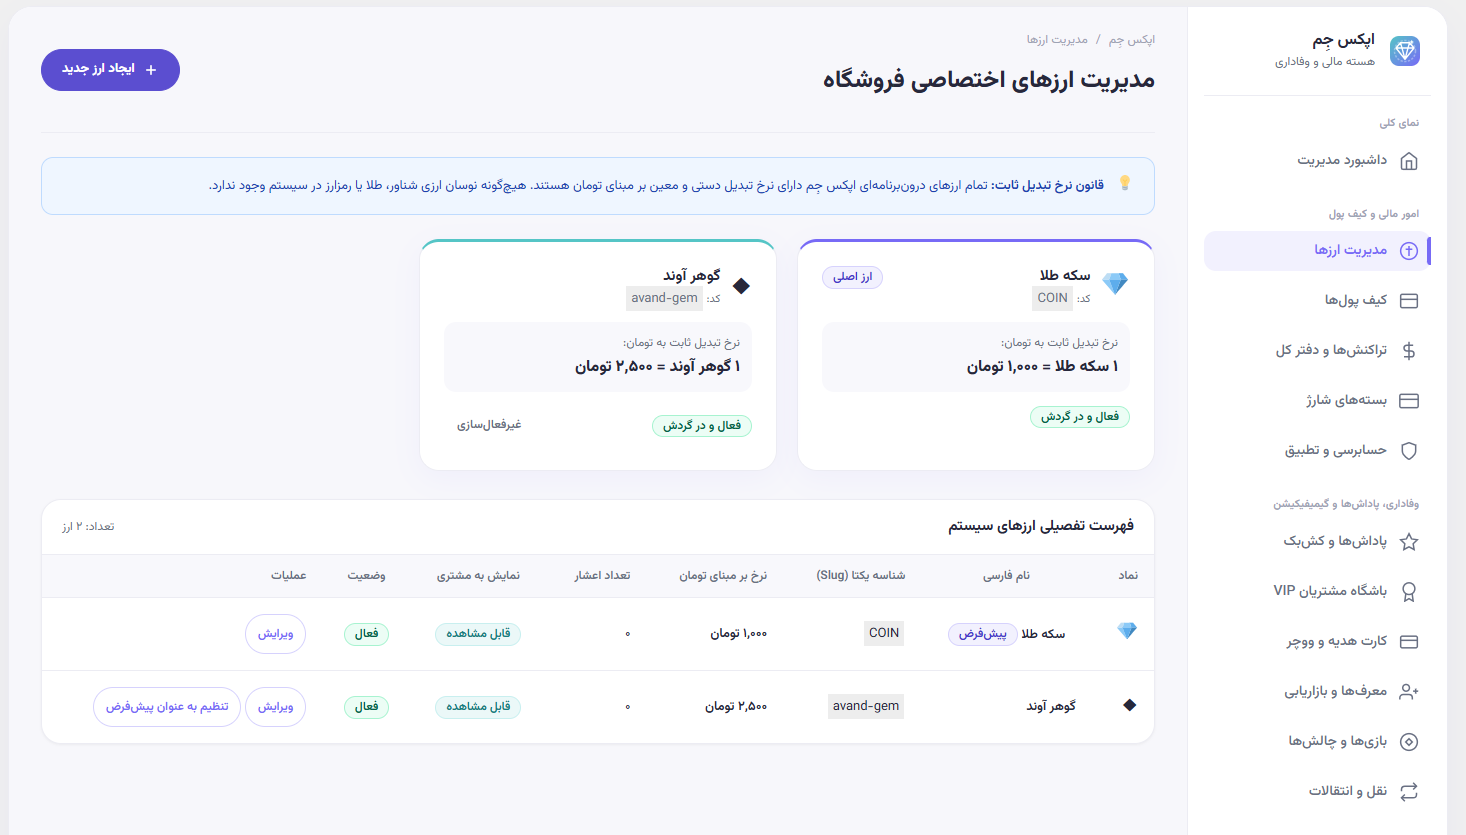 اپکس جِم
هسته مالی و وفاداری
نمای کلی
داشبورد مدیریت
امور مالی و کیف پول
مدیریت ارزها
کیف پول‌ها
تراکنش‌ها و دفتر کل
بسته‌های شارژ
حسابرسی و تطبیق
وفاداری، پاداش‌ها و گیمیفیکیشن
پاداش‌ها و کش‌بک
باشگاه مشتریان VIP
کارت هدیه و ووچر
معرف‌ها و بازاریابی
بازی‌ها و چالش‌ها
نقل و انتقالات
اپکس جِم / مدیریت ارزها
مدیریت ارزهای اختصاصی فروشگاه
+ ایجاد ارز جدید
قانون نرخ تبدیل ثابت: تمام ارزهای درون‌برنامه‌ای اپکس جِم دارای نرخ تبدیل دستی و معین بر مبنای تومان هستند. هیچ‌گونه نوسان ارزی شناور، طلا یا رمزارز در سیستم وجود ندارد.
سکه طلا
ارز اصلی
کد: COIN
نرخ تبدیل ثابت به تومان:
۱ سکه طلا = ۱,۰۰۰ تومان
فعال و در گردش
گوهر آوند
کد: avand-gem
نرخ تبدیل ثابت به تومان:
۱ گوهر آوند = ۲,۵۰۰ تومان
فعال و در گردش
غیرفعال‌سازی
فهرست تفصیلی ارزهای سیستم
تعداد: ۲ ارز
نماد نام فارسی شناسه یکتا (Slug) نرخ بر مبنای تومان تعداد اعشار نمایش به مشتری وضعیت عملیات
سکه طلا پیش‌فرض COIN ۱,۰۰۰ تومان ۰ قابل مشاهده فعال ویرایش
گوهر آوند avand-gem ۲,۵۰۰ تومان ۰ قابل مشاهده فعال ویرایش تنظیم به عنوان پیش‌فرض